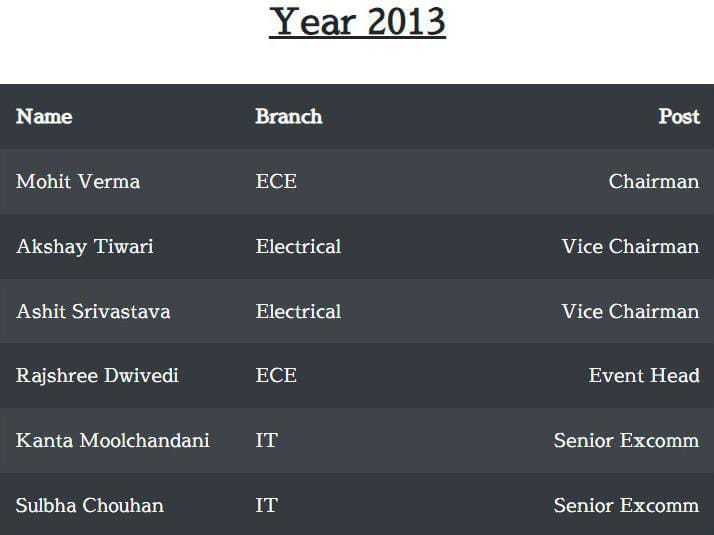 Year 2013
Name Branch Post
Mohit Verma ECE Chairman
Akshay Tiwari Electrical Vice Chairman
Ashit Srivastava Electrical Vice Chairman
Rajshree Dwivedi ECE Event Head
Kanta Moolchandani IT Senior Excomm
Sulbha Chouhan IT Senior Excomm